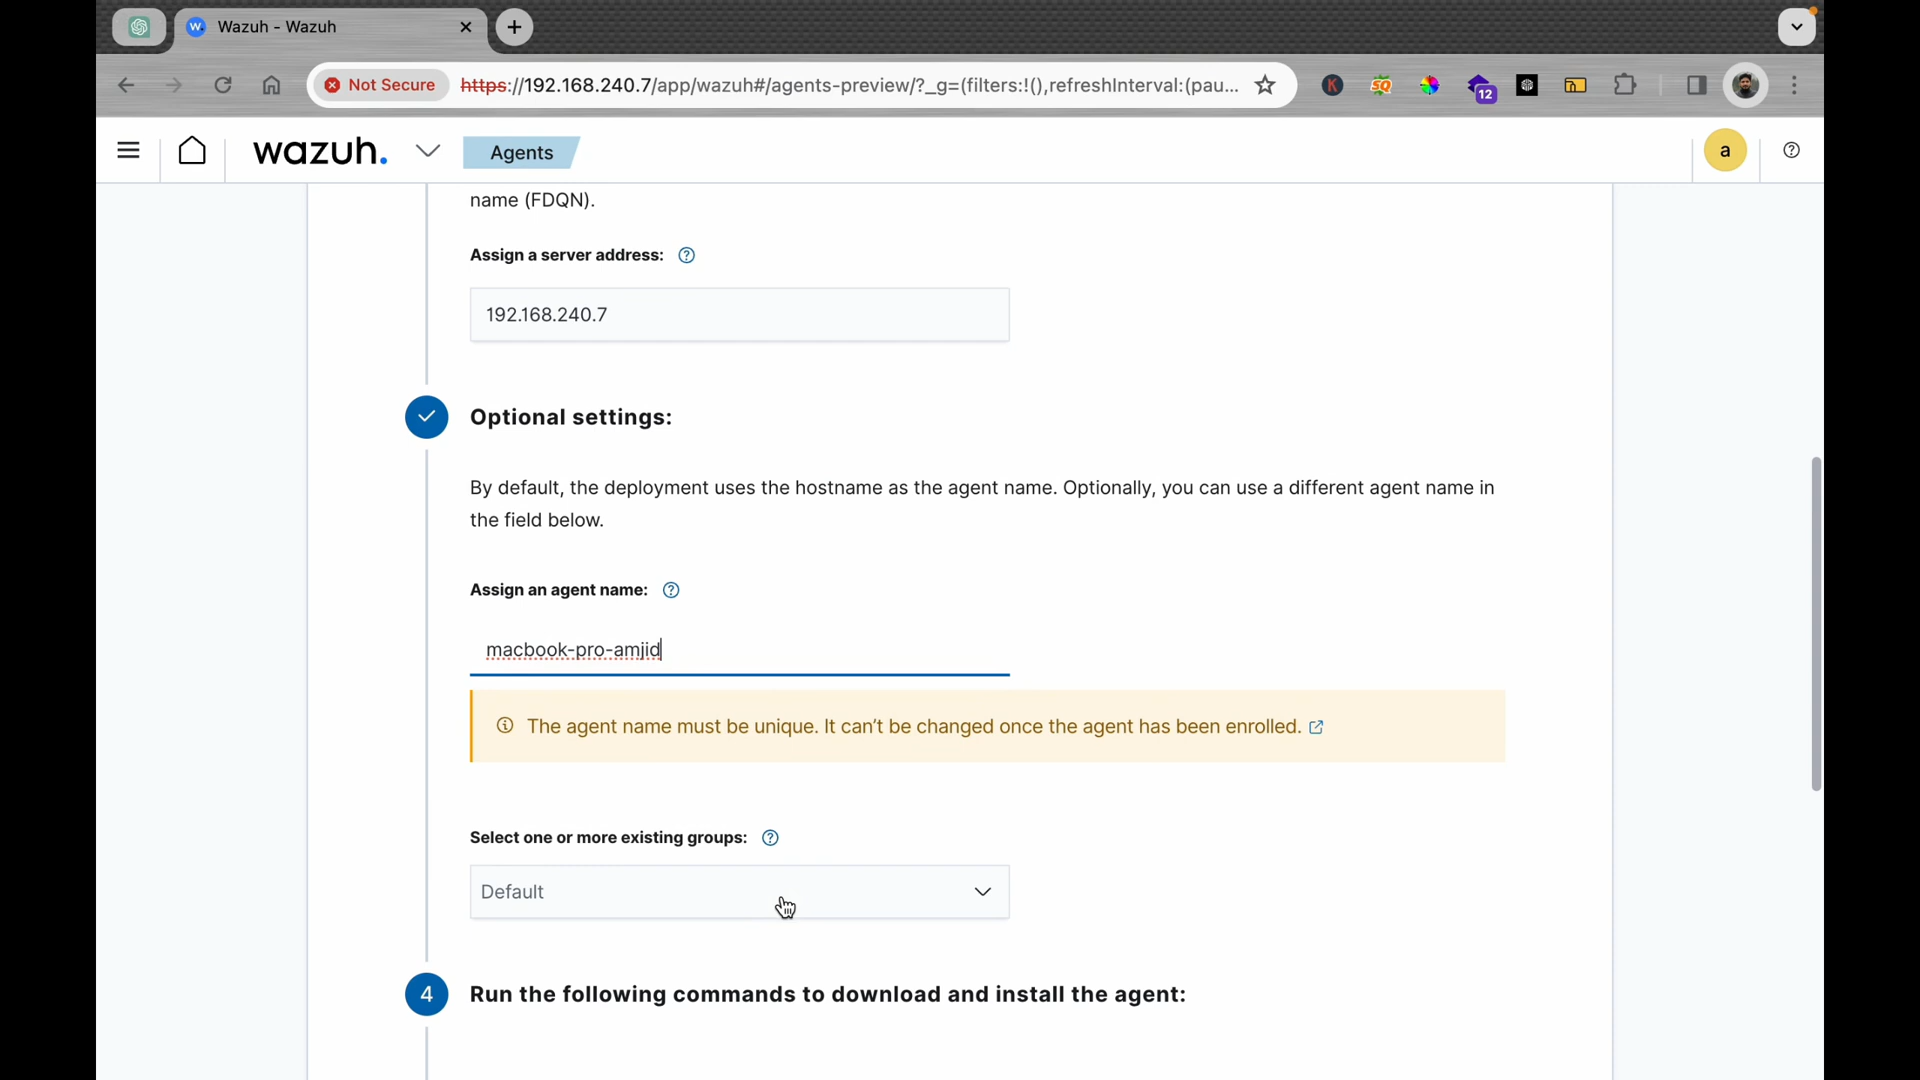 Wazuh - Wazuh
Not Secure https://192.168.240.7/app/wazuh#/agents-preview/?_g=(filters:!(),refreshInterval:(pau...
SQ
K
12
wazuh. Agents a
name (FDQN).
Assign a server address:
192.168.240.7
Optional settings:
By default, the deployment uses the hostname as the agent name. Optionally, you can use a different agent name in
the field below.
Assign an agent name:
macbook-pro-amjid
The agent name must be unique. It can't be changed once the agent has been enrolled.
Select one or more existing groups:
Default
4 Run the following commands to download and install the agent: